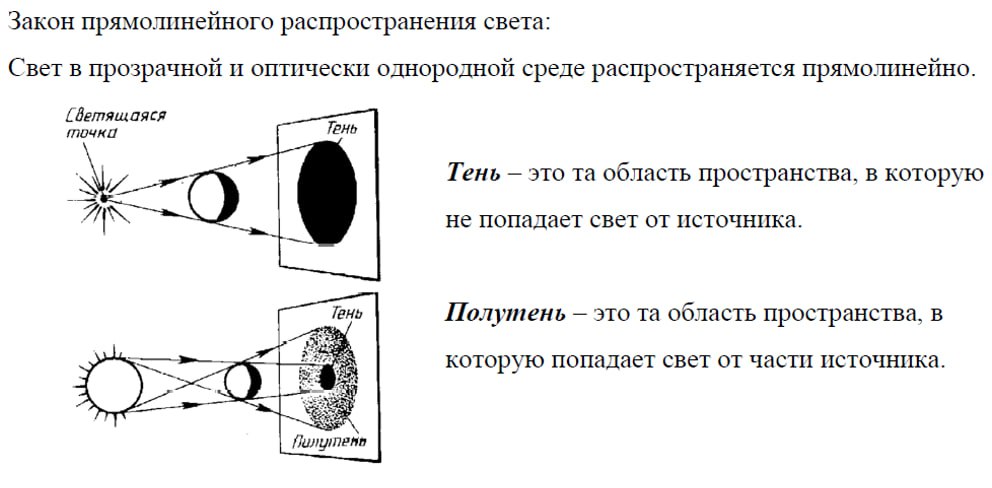 Закон прямолинейного распространения света:
Свет в прозрачной и оптически однородной среде распространяется прямолинейно.
Светящаяся
точка
Тень
Тень – это та область пространства, в которую
не попадает свет от источника.
Тень
Полутень
Полутень – это та область пространства, в
которую попадает свет от части источника.